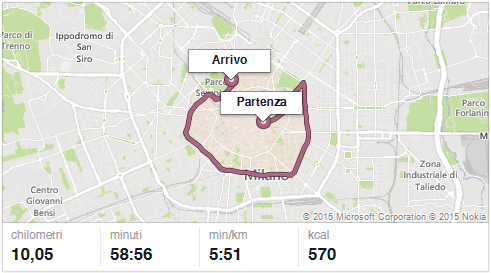 Parco di
Trenno
Ippodromo di
San
Siro
Parco Lambro
Arrivo
Parco
Partenza
Parco
Forlanini
Milano
Zona
Industriale di
Taliedo
Centro
Giovanni
Bensi
© 2015 Microsoft Corporation © 2015 Nokia
chilometri
minuti
min/km
kcal
10,05
58:56
5:51
570